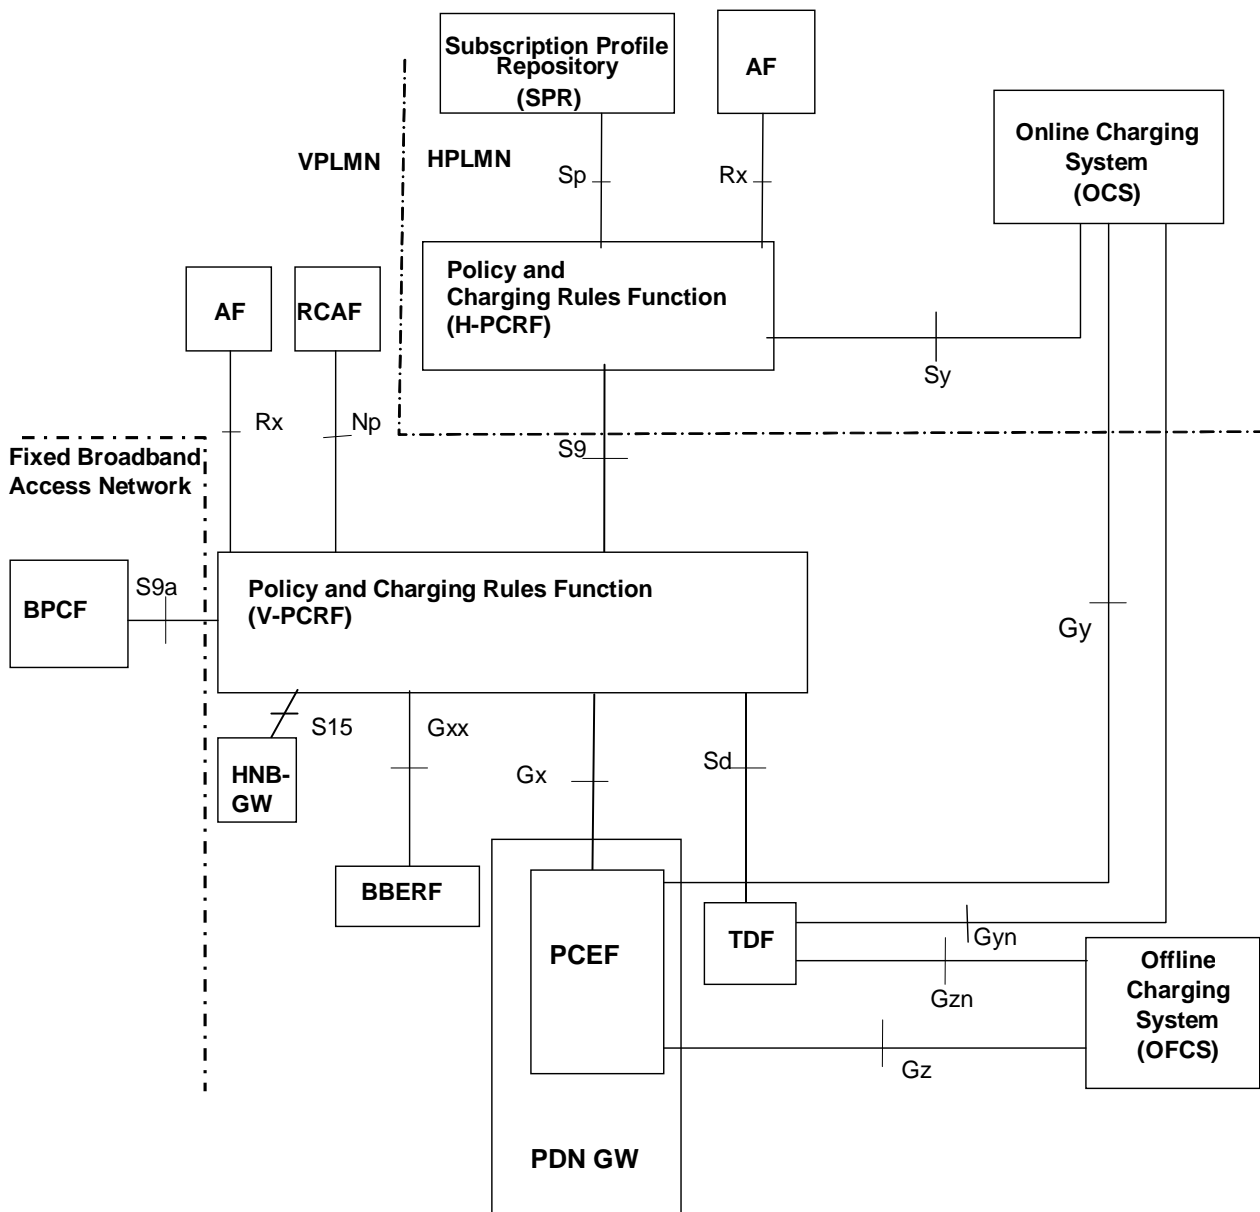 Subscription Profile
Repository
(SPR)
AF
Online Charging
System
(OCS)
VPLMN
HPLMN
Sp
Rx
Policy and
Charging Rules Function
(H-PCRF)
AF
RCAF
Sy
Rx
Np
S9
Fixed Broadband
Access Network
BPCF
S9a
Policy and Charging Rules Function
(V-PCRF)
Gy
S15
Gxx
Gx
Sd
HNB-
GW
BBERF
PCEF
TDF
Gyn
Gzn
Offline
Charging
System
(OFCS)
Gz
PDN GW